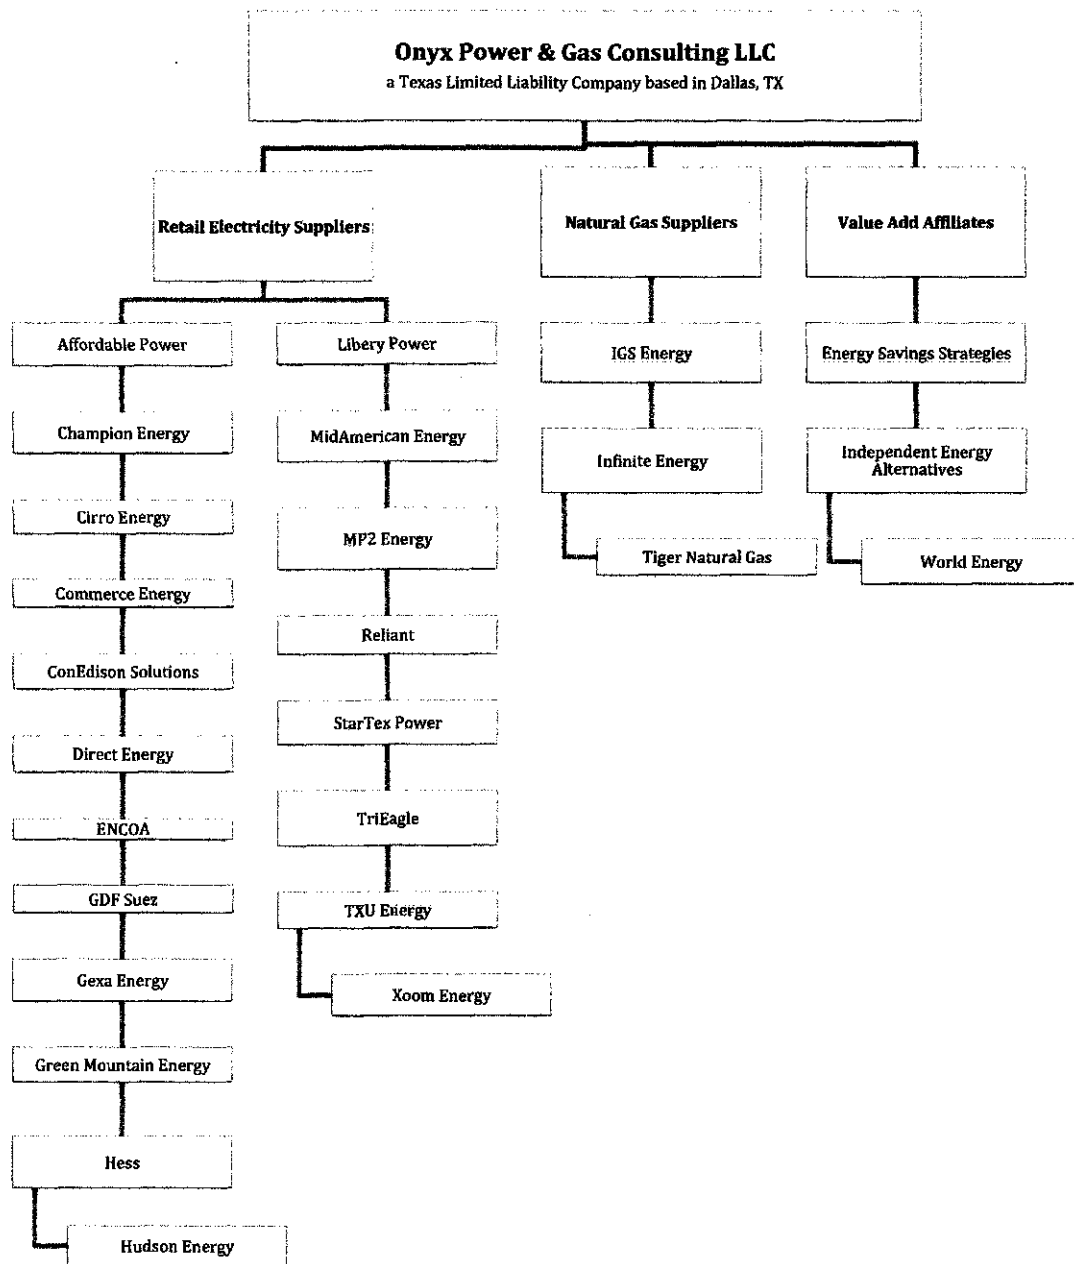 Onyx Power & Gas Consulting LLC
a Texas Limited Liability Company based in Dallas, TX
Retail Electricity Suppliers
Affordable Power
Champion Energy
Cirro Energy
Commerce Energy
ConEdison Solutions
Direct Energy
ENCOA
GDF Suez
Gexa Energy
Green Mountain Energy
Hess
Hudson Energy
Libery Power
MidAmerican Energy
MP2 Energy
Reliant
StarTex Power
TriEagle
TXU Energy
Xoom Energy
Natural Gas Suppliers
IGS Energy
Infinite Energy
Tiger Natural Gas
Value Add Affiliates
Energy Savings Strategies
Independent Energy
Alternatives
World Energy